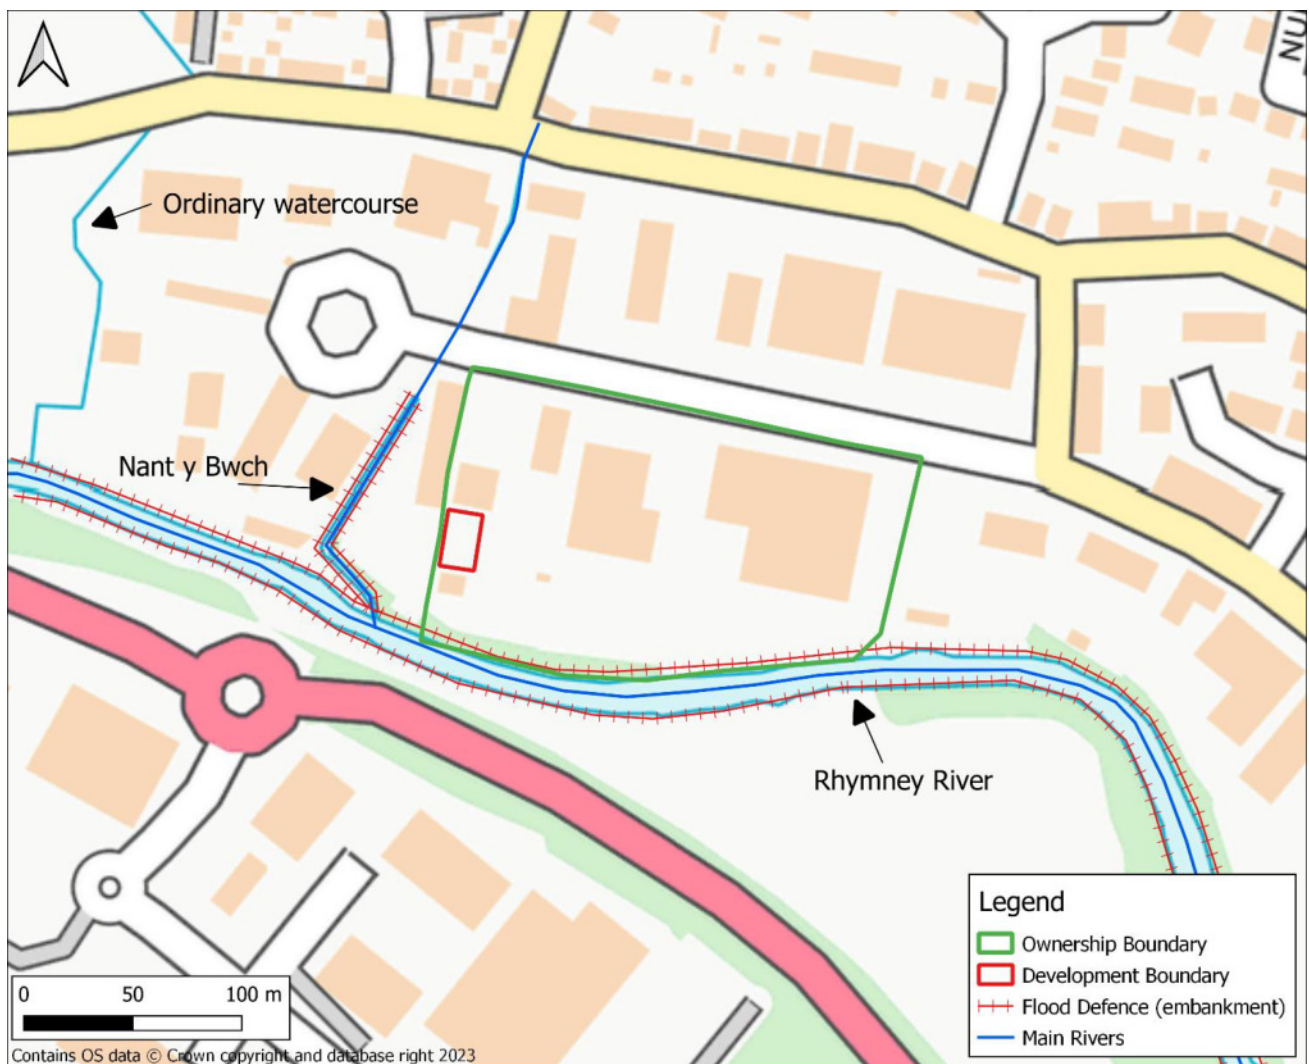 NU
Ordinary watercourse
Nant y Bwch
Rhymney River
Legend
Ownership Boundary
Development Boundary
Flood Defence (embankment)
Main Rivers
0 50 100 m
Contains OS data © Crown copyright and database right 2023